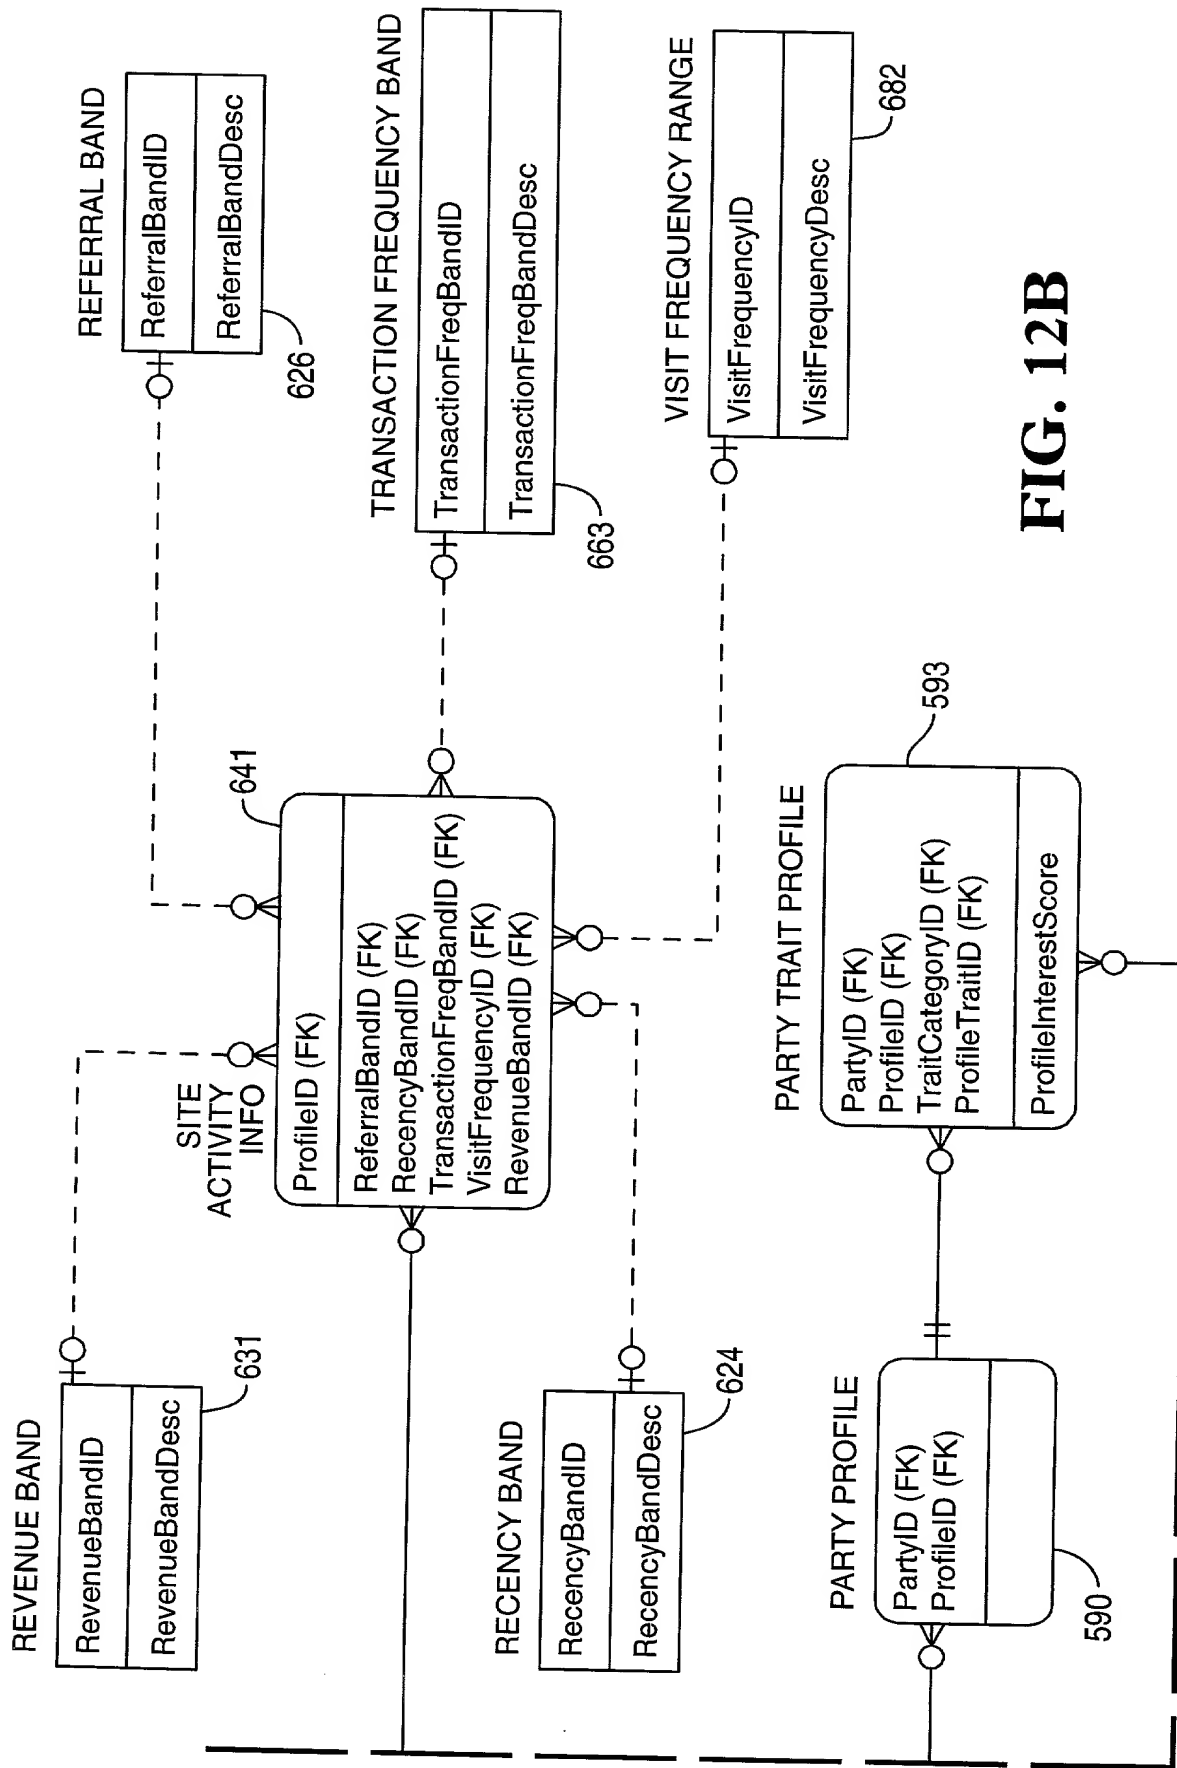 REVENUE BAND
RevenueBandID
RevenueBandDesc
631
SITE
ACTIVITY
INFO
641
ProfileID (FK)
ReferralBandID (FK)
RecencyBandID (FK)
TransactionFreqBandID (FK)
VisitFrequencyID (FK)
RevenueBandID (FK)
REFERRAL BAND
ReferralBandID
ReferralBandDesc
626
TRANSACTION FREQUENCY BAND
TransactionFreqBandID
TransactionFreqBandDesc
663
RECENCY BAND
RecencyBandID
RecencyBandDesc
624
VISIT FREQUENCY RANGE
VisitFrequencyID
VisitFrequencyDesc
682
PARTY PROFILE
PartyID (FK)
ProfileID (FK)
590
PARTY TRAIT PROFILE
PartyID (FK)
ProfileID (FK)
TraitCategoryID (FK)
ProfileTraitID (FK)
ProfileInterestScore
593
FIG. 12B